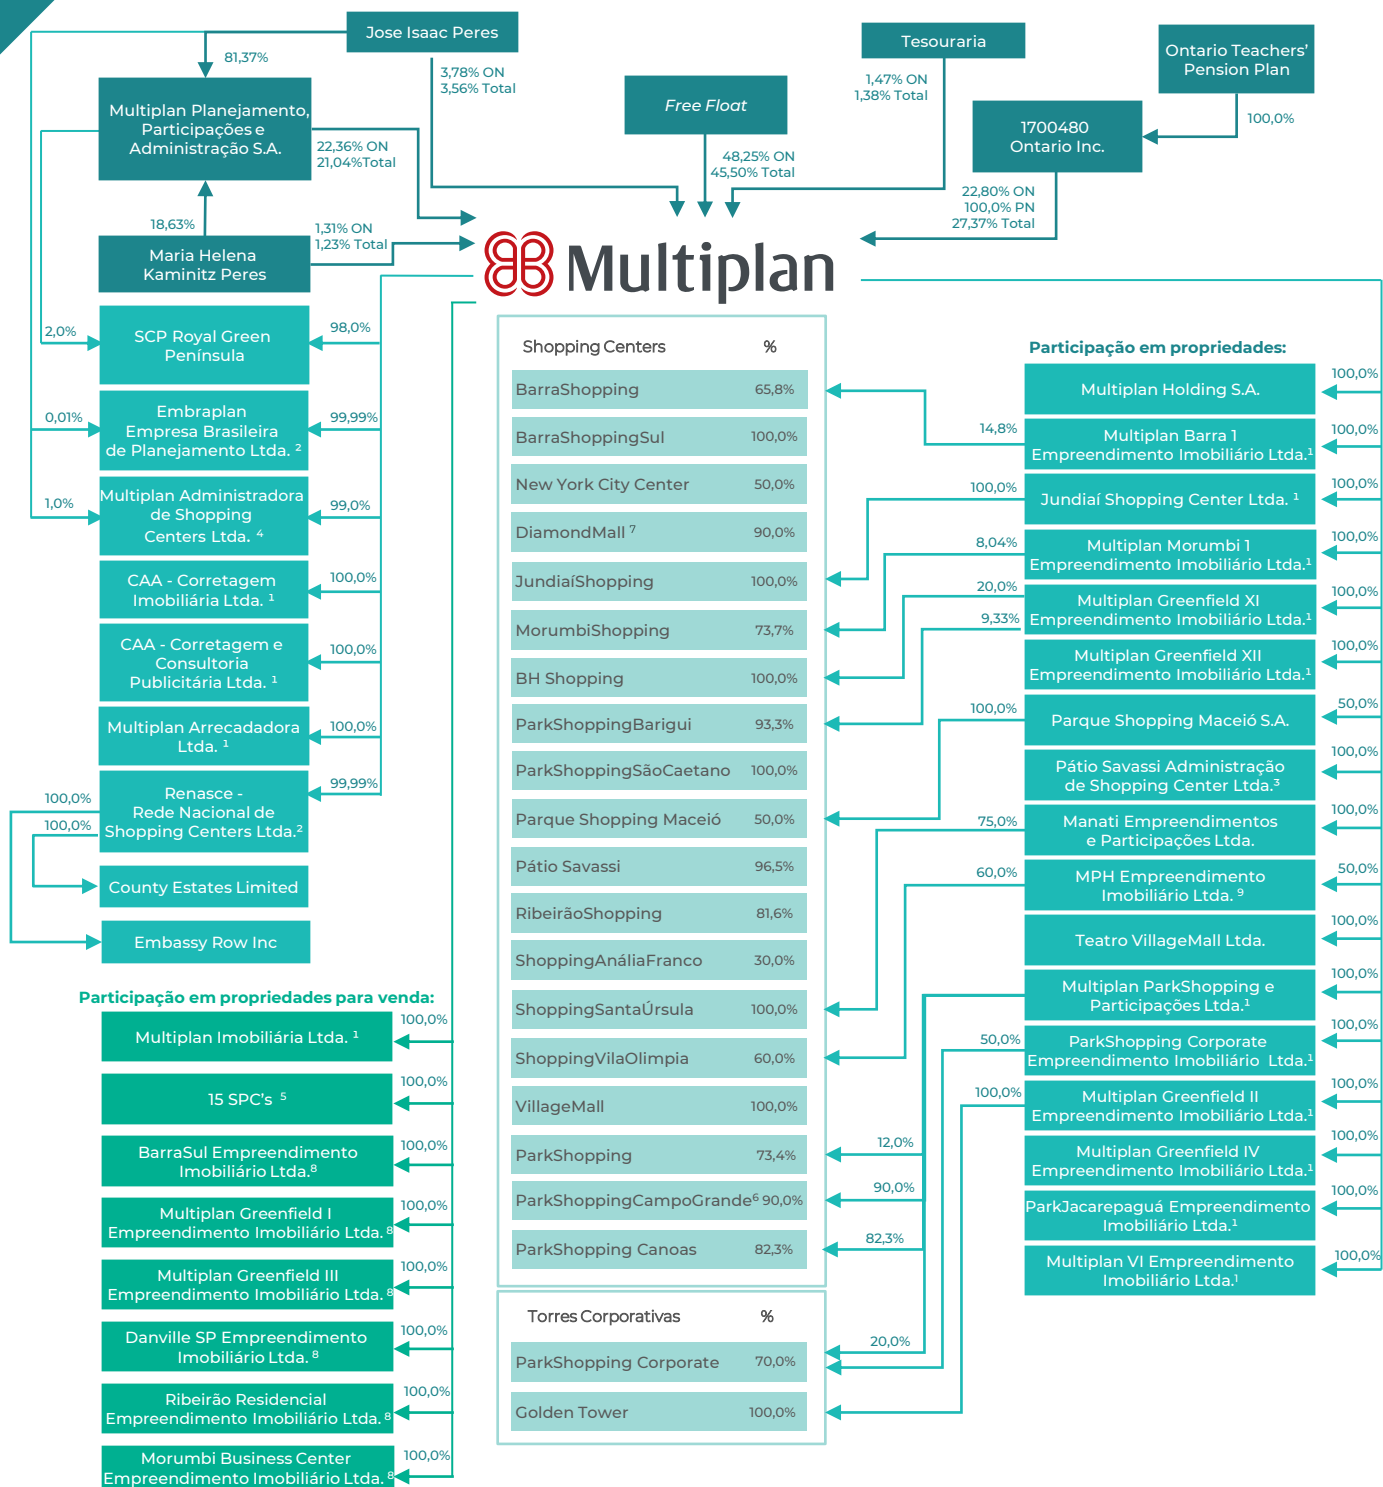 Jose Isaac Peres
81,37%
3,78% ON
3,56% Total
Tesouraria
1,47% ON
1,38% Total
Ontario Teachers’
Pension Plan
100,0%
Free Float
48,25% ON
45,50% Total
1700480
Ontario Inc.
22,80% ON
100,0% PN
27,37% Total
Multiplan Planejamento,
Participações e
Administração S.A.
22,36% ON
21,04%Total
18,63%
Maria Helena
Kaminitz Peres
1,31% ON
1,23% Total
Multiplan
2,0%
SCP Royal Green
Península
98,0%
0,01%
Embraplan
Empresa Brasileira
de Planejamento Ltda. ²
99,99%
1,0%
Multiplan Administradora
de Shopping
Centers Ltda. ⁴
99,0%
CAA - Corretagem
Imobiliária Ltda. ¹
100,0%
CAA - Corretagem e
Consultoria
Publicitária Ltda. ¹
100,0%
Multiplan Arrecadadora
Ltda. ¹
100,0%
Renasce -
Rede Nacional de
Shopping Centers Ltda.²
99,99%
100,0%
100,0%
County Estates Limited
Embassy Row Inc
Participação em propriedades para venda:
Multiplan Imobiliária Ltda. ¹
100,0%
15 SPC’s ⁵
100,0%
BarraSul Empreendimento
Imobiliário Ltda.⁸
100,0%
Multiplan Greenfield I
Empreendimento Imobiliário Ltda. ⁸
100,0%
Multiplan Greenfield III
Empreendimento Imobiliário Ltda. ⁸
100,0%
Danville SP Empreendimento
Imobiliário Ltda. ⁸
100,0%
Ribeirão Residencial
Empreendimento Imobiliário Ltda. ⁸
100,0%
Morumbi Business Center
Empreendimento Imobiliário Ltda. ⁸
100,0%
Shopping Centers %
BarraShopping 65,8%
BarraShoppingSul 100,0%
New York City Center 50,0%
DiamondMall ⁷ 90,0%
JundiaíShopping 100,0%
MorumbiShopping 73,7%
BH Shopping 100,0%
ParkShoppingBarigui 93,3%
ParkShoppingSãoCaetano 100,0%
Parque Shopping Maceió 50,0%
Pátio Savassi 96,5%
RibeirãoShopping 81,6%
ShoppingAnáliaFranco 30,0%
ShoppingSantaÚrsula 100,0%
ShoppingVilaOlimpia 60,0%
VillageMall 100,0%
ParkShopping 73,4%
ParkShoppingCampoGrande⁶ 90,0%
ParkShopping Canoas 82,3%
Torres Corporativas %
ParkShopping Corporate 70,0%
Golden Tower 100,0%
14,8%
100,0%
8,04%
20,0%
9,33%
100,0%
75,0%
60,0%
50,0%
100,0%
12,0%
90,0%
82,3%
20,0%
Participação em propriedades:
Multiplan Holding S.A.
100,0%
Multiplan Barra 1
Empreendimento Imobiliário Ltda.¹
100,0%
Jundiaí Shopping Center Ltda. ¹
100,0%
Multiplan Morumbi 1
Empreendimento Imobiliário Ltda.¹
100,0%
Multiplan Greenfield XI
Empreendimento Imobiliário Ltda.¹
100,0%
Multiplan Greenfield XII
Empreendimento Imobiliário Ltda.¹
100,0%
Parque Shopping Maceió S.A.
50,0%
Pátio Savassi Administração
de Shopping Center Ltda.³
100,0%
Manati Empreendimentos
e Participações Ltda.
100,0%
MPH Empreendimento
Imobiliário Ltda. ⁹
50,0%
Teatro VillageMall Ltda.
100,0%
Multiplan ParkShopping e
Participações Ltda.¹
100,0%
ParkShopping Corporate
Empreendimento Imobiliário Ltda.¹
100,0%
Multiplan Greenfield II
Empreendimento Imobiliário Ltda.¹
100,0%
Multiplan Greenfield IV
Empreendimento Imobiliário Ltda.¹
100,0%
ParkJacarepaguá Empreendimento
Imobiliário Ltda.¹
100,0%
Multiplan VI Empreendimento
Imobiliário Ltda.¹
100,0%